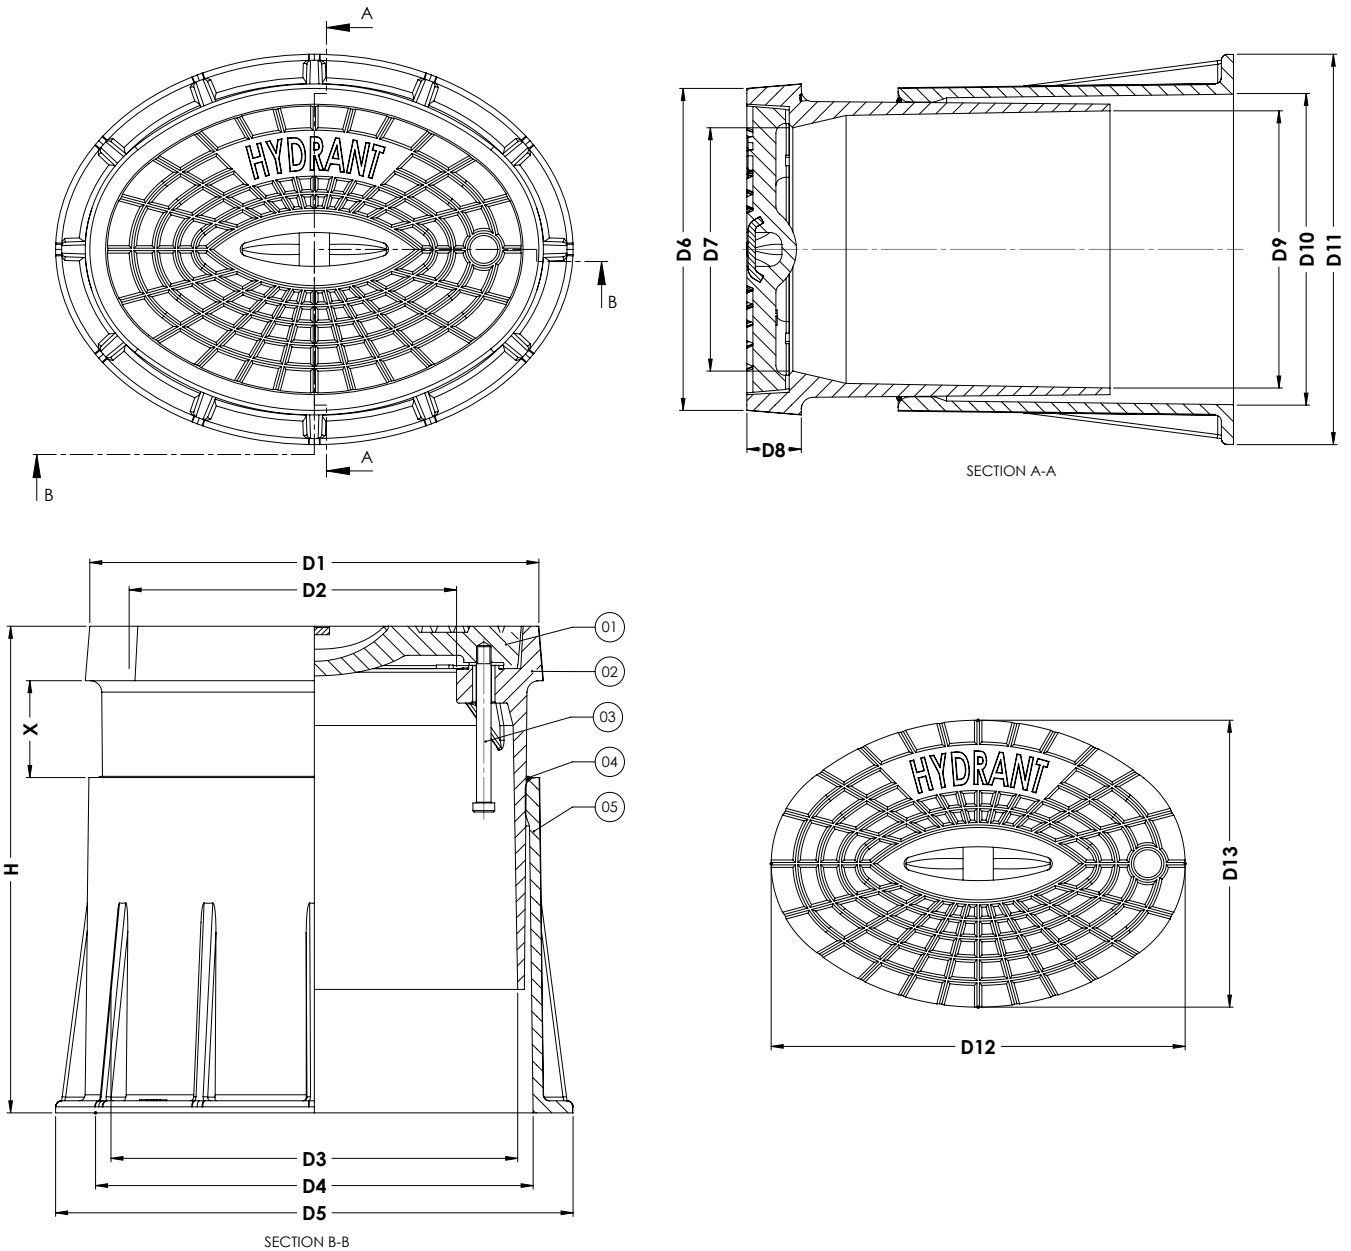 A
HYDRANT
B
A
B
D6
D7
D8
D9
D10
D11
SECTION A-A
D1
D2
01
02
03
04
05
X
H
D3
D4
D5
SECTION B-B
HYDRANT
D13
D12